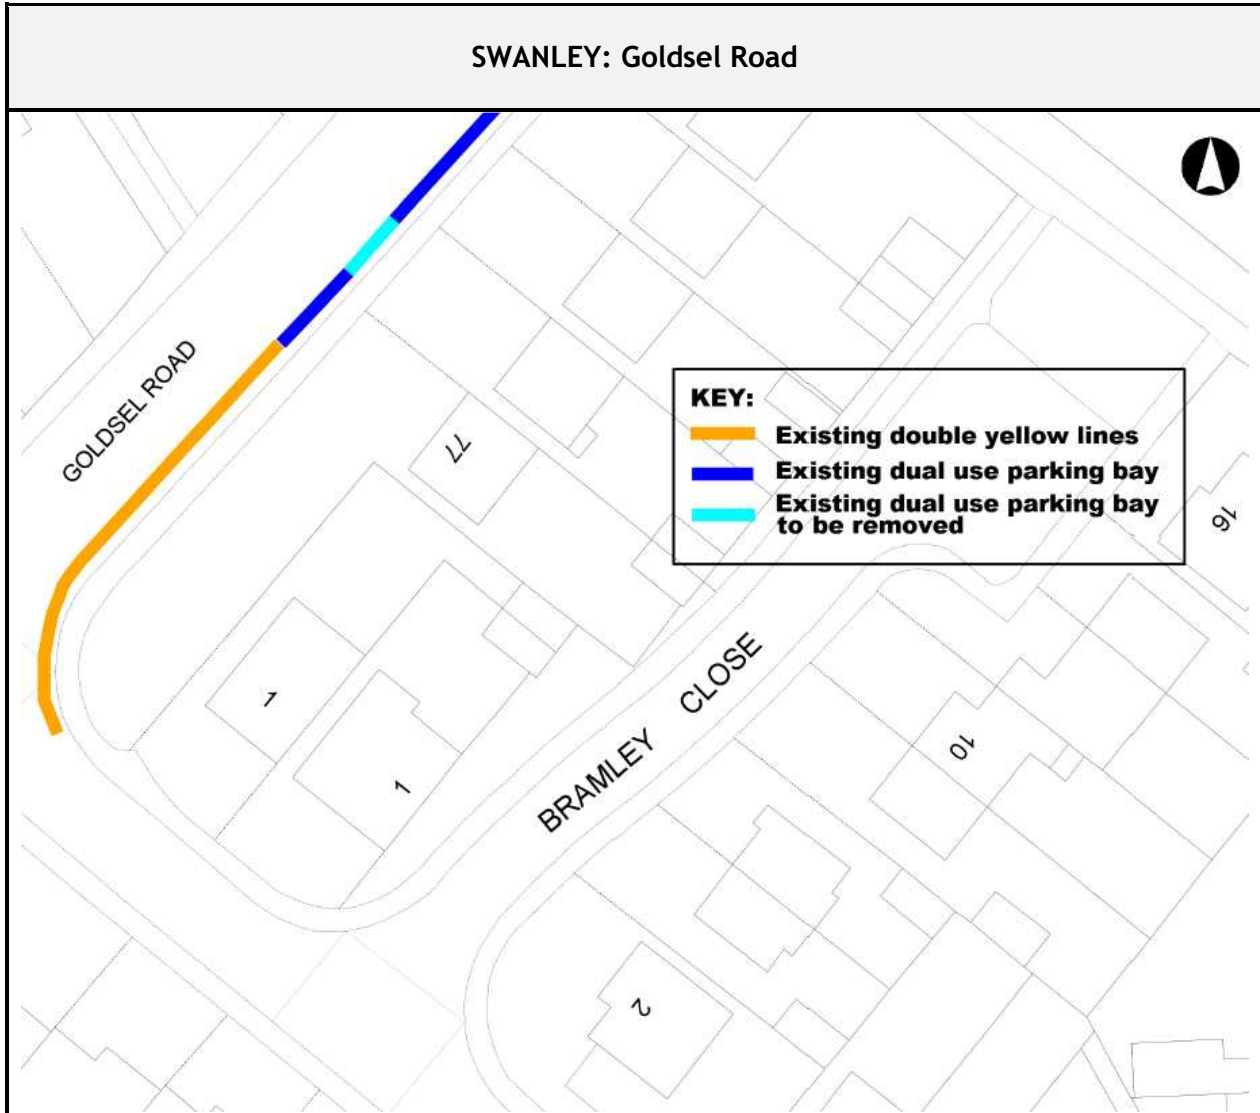 SWANLEY: Goldsel Road
GOLDSEL ROAD
KEY:
Existing double yellow lines
Existing dual use parking bay
Existing dual use parking bay
to be removed
77
16
1
1
BRAMLEY CLOSE
10
2